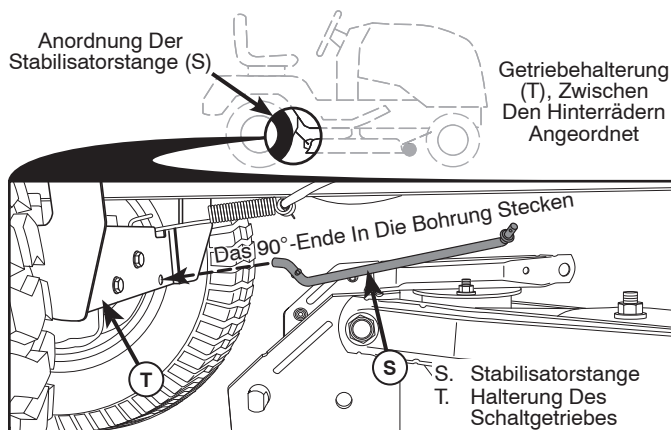 Anordnung Der
Stabilisatorstange (S)
Getriebehalterung
(T), Zwischen
Den Hinterrädern
Angeordnet
Das 90°-Ende In Die Bohrung Stecken
T
S
S. Stabilisatorstange
T. Halterung Des
Schaltgetriebes